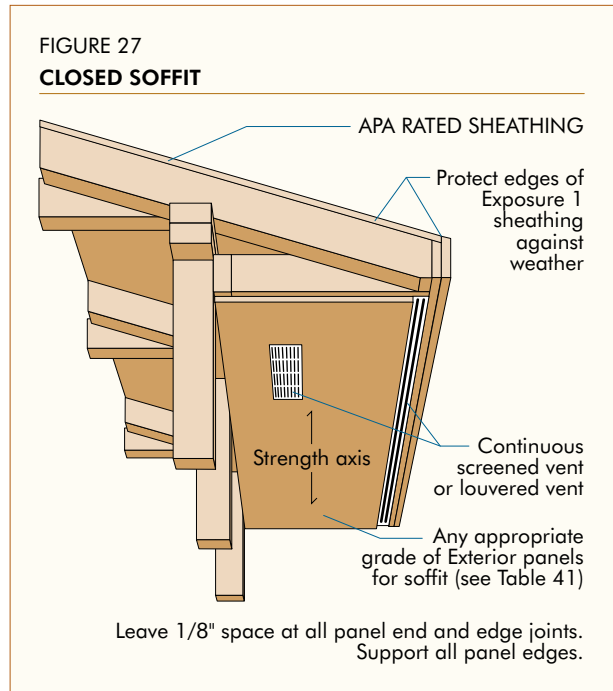 FIGURE 27
CLOSED SOFFIT
APA RATED SHEATHING
Protect edges of
Exposure 1
sheathing
against
weather
Strength axis
Continuous
screened vent
or louvered vent
Any appropriate
grade of Exterior panels
for soffit (see Table 41)
Leave 1/8" space at all panel end and edge joints.
Support all panel edges.